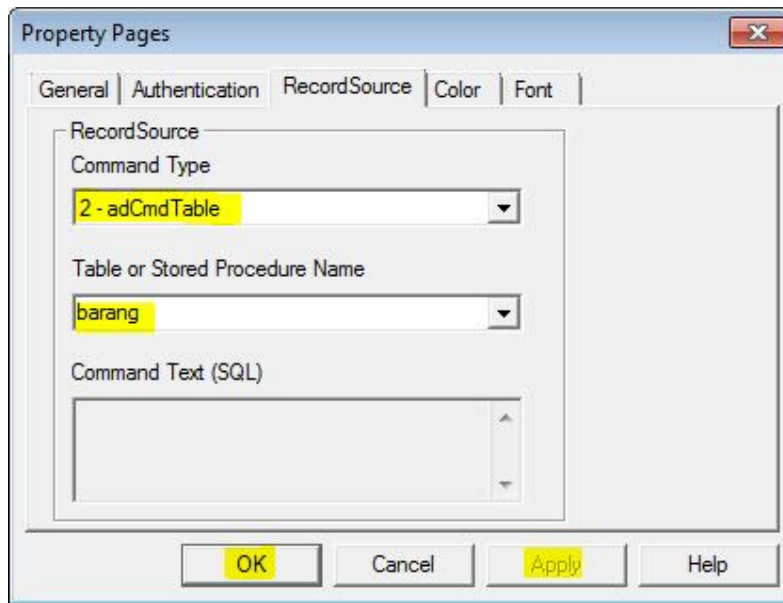 Property Pages
General Authentication RecordSource Color Font
RecordSource
Command Type
2 - adCmdTable
Table or Stored Procedure Name
barang
Command Text (SQL)
OK Cancel Apply Help